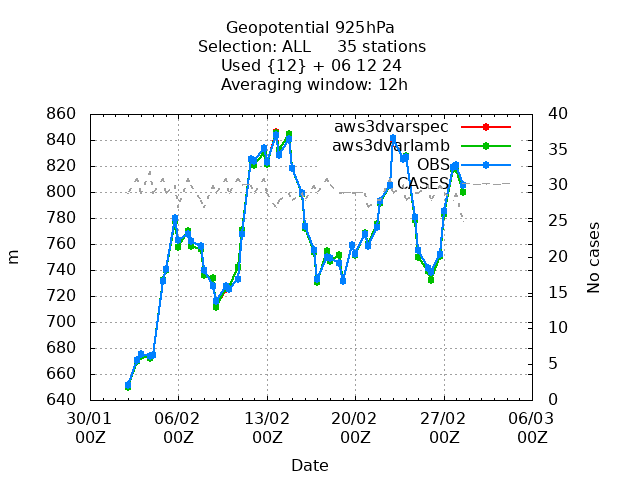 Geopotential 925hPa
Selection: ALL 35 stations
Used {12} + 06 12 24
Averaging window: 12h
860
840
820
800
780
760
740
720
700
680
660
640
m
aws3dvarspec
aws3dvarlamb
OBS
CASES
40
35
30
25
20
15
10
5
0
No cases
30/01 06/02 13/02 20/02 27/02 06/03
00Z 00Z 00Z 00Z 00Z 00Z
Date